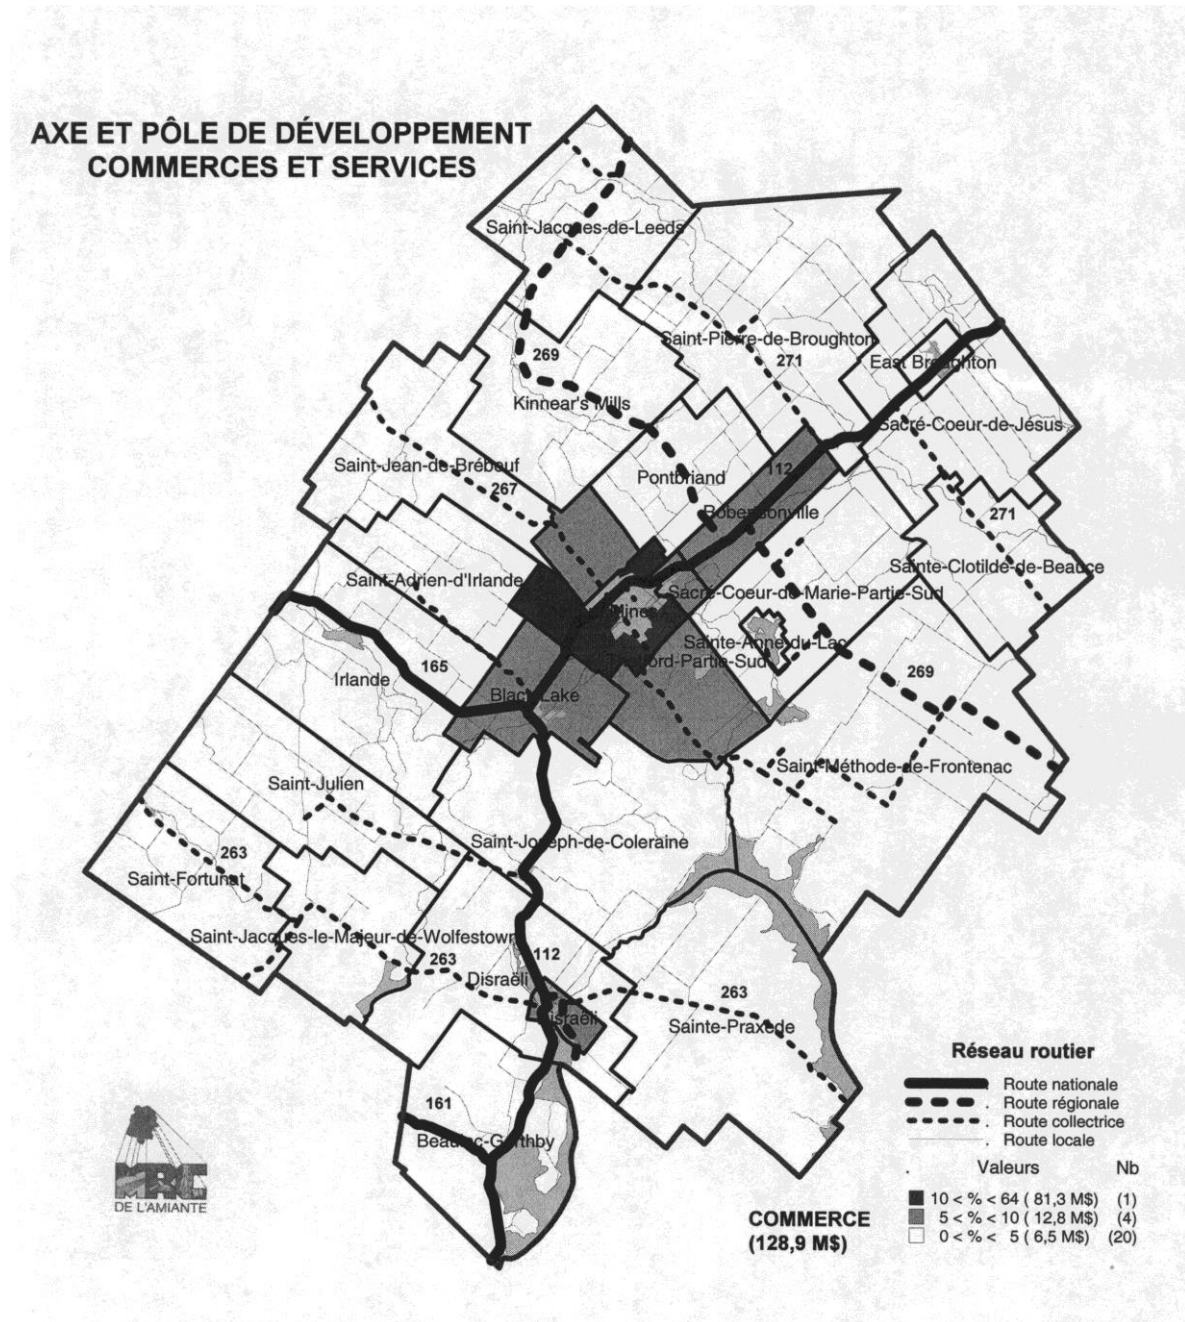 AXE ET PÔLE DE DÉVELOPPEMENT
COMMERCES ET SERVICES
Saint-Jacques-de-Leeds
Saint-Pierre-de-Broughton
269
271
East Broughton
Kinnear's Mills
Sacré-Coeur-de-Jésus
Saint-Jean-de-Brébeuf
Pontbriand
112
267
Robertsonville
271
Saint-Adrien-d'Irlande
Sainte-Clotilde-de-Beauce
Sacré-Coeur-de-Marie-Partie-Sud
Mines
Sainte-Anne-du-Lac
Thetford-Partie-Sud
165
Irlande
269
Black Lake
Saint-Méthode-de-Frontenac
Saint-Julien
Saint-Joseph-de-Coleraine
263
Saint-Fortunat
Saint-Jacques-le-Majeur-de-Wolfestown
263
112
Disraëli
263
Disraëli
Sainte-Praxède
161
Beaulac-Garthby
Réseau routier
Route nationale
. Route régionale
. Route collectrice
. Route locale
. Valeurs Nb
10 < % < 64 ( 81,3 M$) (1)
5 < % < 10 ( 12,8 M$) (4)
0 < % < 5 ( 6,5 M$) (20)
COMMERCE
(128,9 M$)
MRC
DE L'AMIANTE